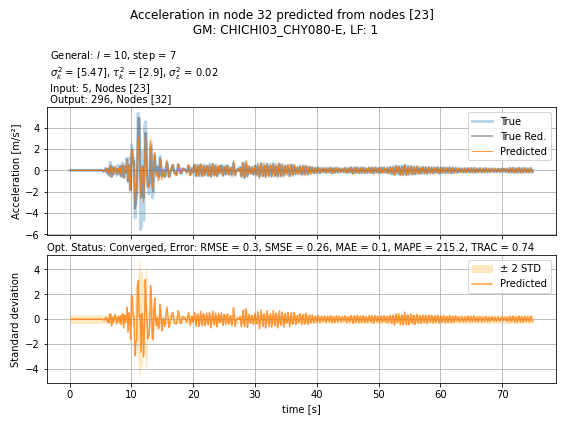 Acceleration in node 32 predicted from nodes [23]
GM: CHICHI03_CHY080-E, LF: 1
General: l = 10, step = 7
σ²ₖ = [5.47], τ²ₖ = [2.9], σ²ε = 0.02
Input: 5, Nodes [23]
Output: 296, Nodes [32]
Acceleration [m/s²]
4
2
0
−2
−4
−6
True
True Red.
Predicted
Opt. Status: Converged, Error: RMSE = 0.3, SMSE = 0.26, MAE = 0.1, MAPE = 215.2, TRAC = 0.74
Standard deviation
4
2
0
−2
−4
± 2 STD
Predicted
0 10 20 30 40 50 60 70
time [s]